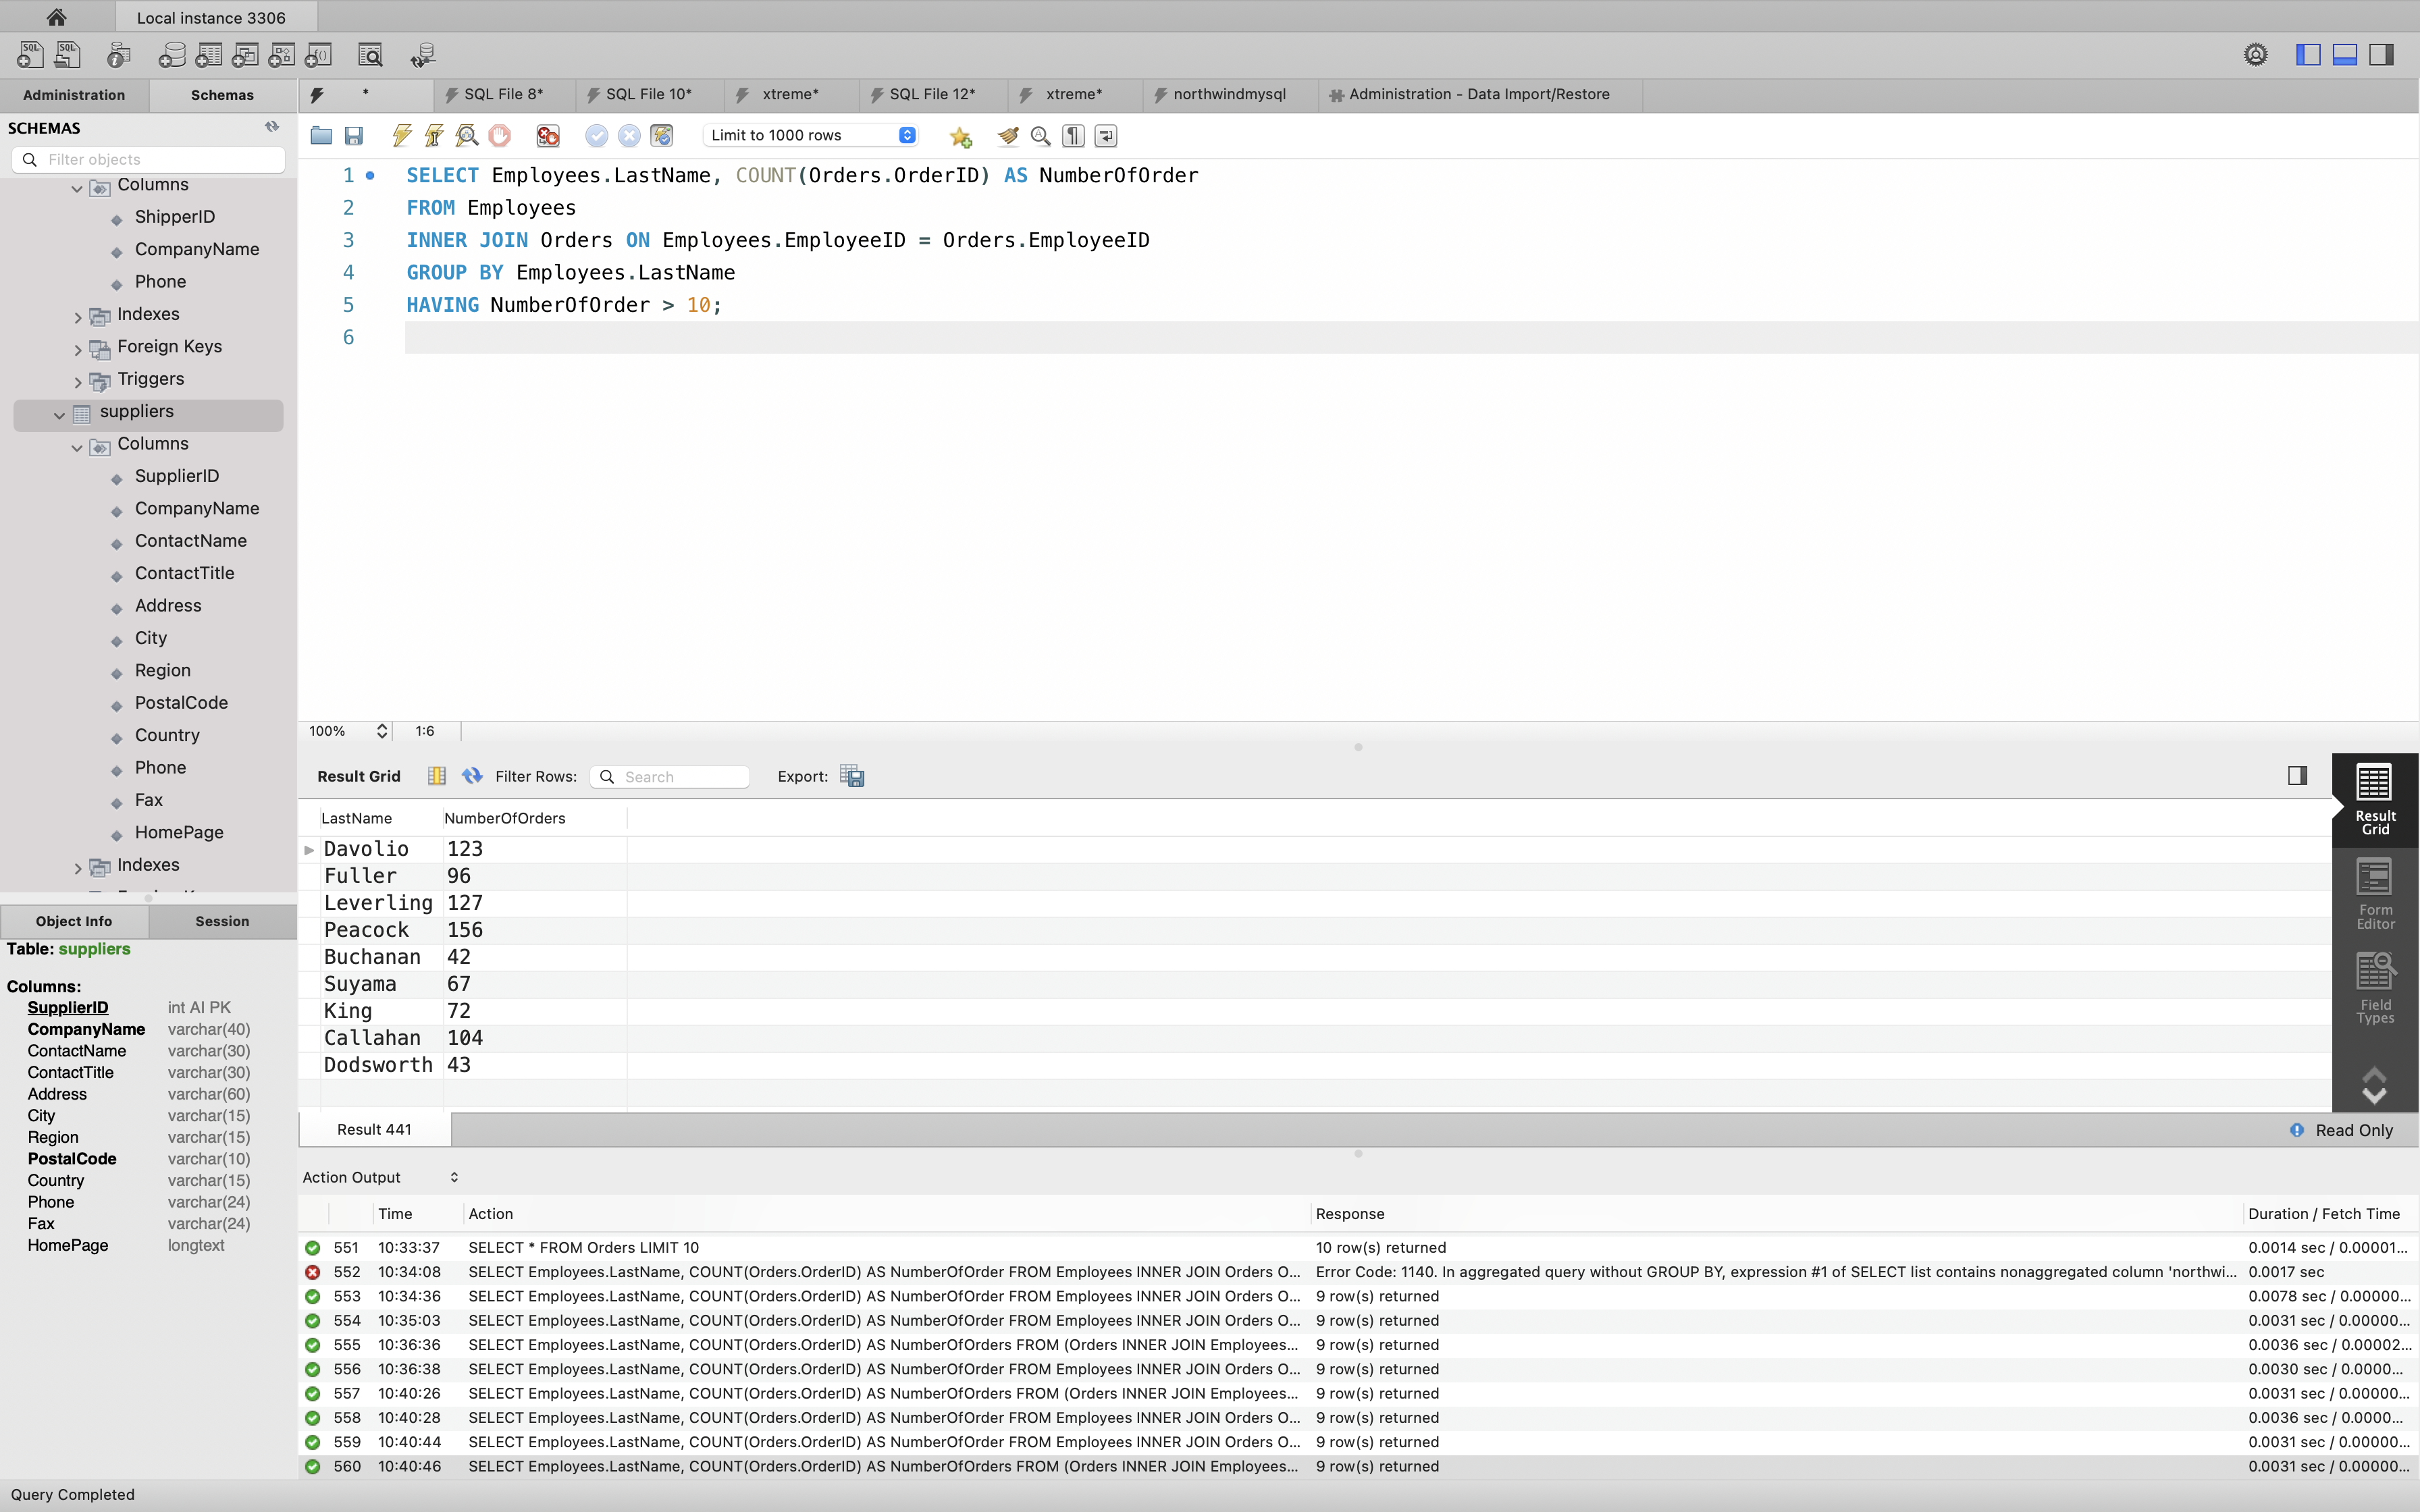 Local instance 3306
SQL SQL
Administration Schemas * SQL File 8* SQL File 10* xtreme* SQL File 12* xtreme* northwindmysql Administration - Data Import/Restore
SCHEMAS
Filter objects
Limit to 1000 rows
Columns
ShipperID
CompanyName
Phone
Indexes
Foreign Keys
Triggers
suppliers
Columns
SupplierID
CompanyName
ContactName
ContactTitle
Address
City
Region
PostalCode
Country
Phone
Fax
HomePage
Indexes
1 SELECT Employees.LastName, COUNT(Orders.OrderID) AS NumberOfOrder
2 FROM Employees
3 INNER JOIN Orders ON Employees.EmployeeID = Orders.EmployeeID
4 GROUP BY Employees.LastName
5 HAVING NumberOfOrder > 10;
6
100% 1:6
Result Grid Filter Rows: Search Export:
LastName NumberOfOrders
Davolio 123
Fuller 96
Leverling 127
Peacock 156
Buchanan 42
Suyama 67
King 72
Callahan 104
Dodsworth 43
Result
Grid
Form
Editor
Field
Types
Result 441 Read Only
Object Info Session
Table: suppliers
Columns:
SupplierID int AI PK
CompanyName varchar(40)
ContactName varchar(30)
ContactTitle varchar(30)
Address varchar(60)
City varchar(15)
Region varchar(15)
PostalCode varchar(10)
Country varchar(15)
Phone varchar(24)
Fax varchar(24)
HomePage longtext
Action Output
Time Action Response Duration / Fetch Time
551 10:33:37 SELECT * FROM Orders LIMIT 10 10 row(s) returned 0.0014 sec / 0.00001...
552 10:34:08 SELECT Employees.LastName, COUNT(Orders.OrderID) AS NumberOfOrder FROM Employees INNER JOIN Orders O... Error Code: 1140. In aggregated query without GROUP BY, expression #1 of SELECT list contains nonaggregated column 'northwi... 0.0017 sec
553 10:34:36 SELECT Employees.LastName, COUNT(Orders.OrderID) AS NumberOfOrder FROM Employees INNER JOIN Orders O... 9 row(s) returned 0.0078 sec / 0.00000...
554 10:35:03 SELECT Employees.LastName, COUNT(Orders.OrderID) AS NumberOfOrder FROM Employees INNER JOIN Orders O... 9 row(s) returned 0.0031 sec / 0.00000...
555 10:36:36 SELECT Employees.LastName, COUNT(Orders.OrderID) AS NumberOfOrders FROM (Orders INNER JOIN Employees... 9 row(s) returned 0.0036 sec / 0.00002...
556 10:36:38 SELECT Employees.LastName, COUNT(Orders.OrderID) AS NumberOfOrder FROM Employees INNER JOIN Orders O... 9 row(s) returned 0.0030 sec / 0.0000...
557 10:40:26 SELECT Employees.LastName, COUNT(Orders.OrderID) AS NumberOfOrders FROM (Orders INNER JOIN Employees... 9 row(s) returned 0.0031 sec / 0.00000...
558 10:40:28 SELECT Employees.LastName, COUNT(Orders.OrderID) AS NumberOfOrder FROM Employees INNER JOIN Orders O... 9 row(s) returned 0.0036 sec / 0.0000...
559 10:40:44 SELECT Employees.LastName, COUNT(Orders.OrderID) AS NumberOfOrder FROM Employees INNER JOIN Orders O... 9 row(s) returned 0.0031 sec / 0.00000...
560 10:40:46 SELECT Employees.LastName, COUNT(Orders.OrderID) AS NumberOfOrders FROM (Orders INNER JOIN Employees... 9 row(s) returned 0.0031 sec / 0.00000...
Query Completed